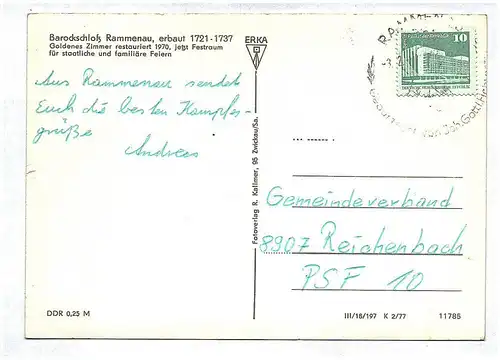 Barockschloß Rammenau, erbaut 1721-1737
Goldenes Zimmer restauriert 1970, jetzt Festraum
für staatliche und familiäre Feiern
ERKA
10
Aus Rammenau sendet
Euch die besten Kampfes-
grüße
Andreas
Gemeindeverband
8907 Reichenbach
PSF 10
Fotoverlag R. Kallmer, 95 Zwickau/Sa.
DDR 0,25 M
III/18/197 K 2/77
11785